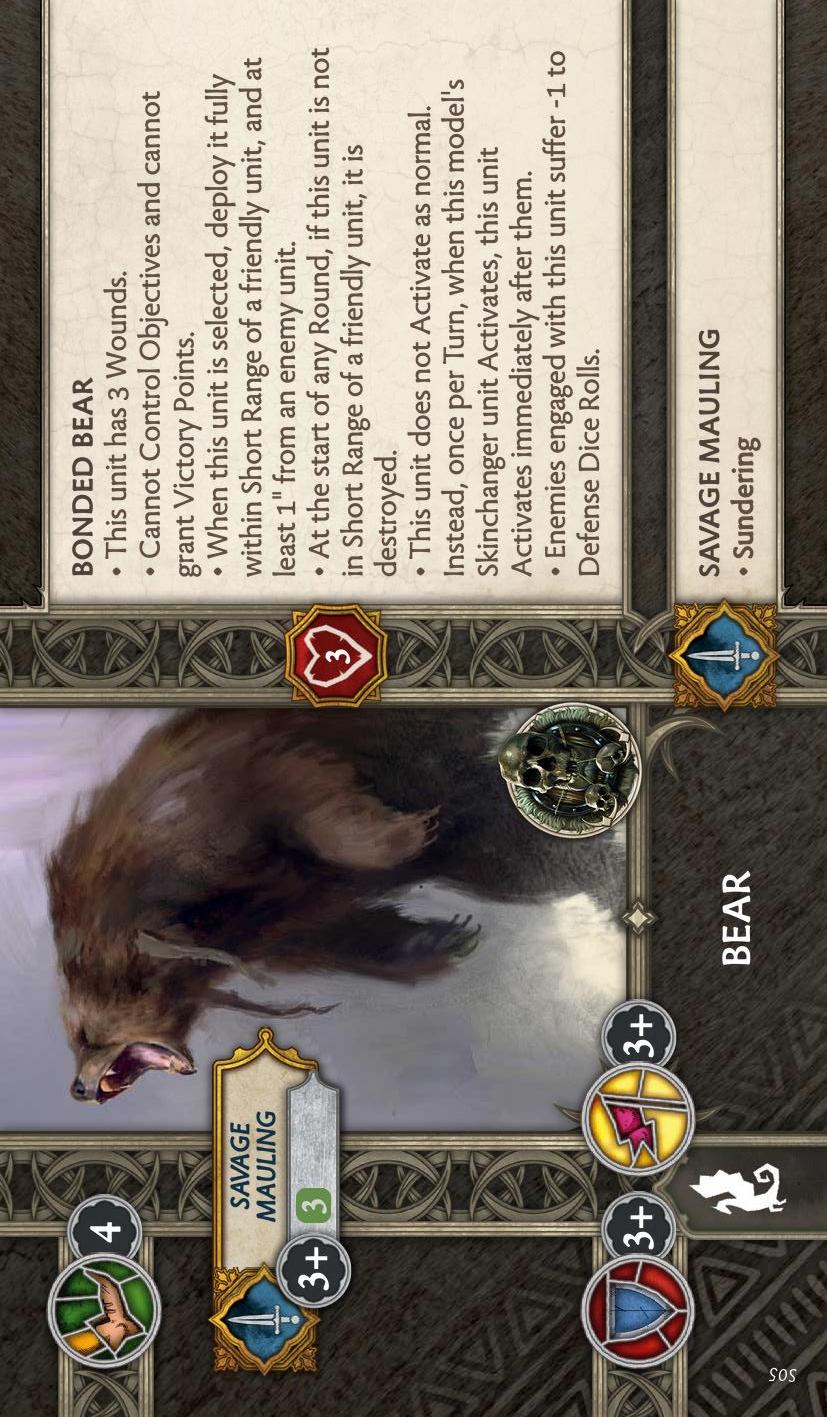 4
SAVAGE
MAULING
3+
3
3+
3+
BEAR
SOS
3
BONDED BEAR
• This unit has 3 Wounds.
• Cannot Control Objectives and cannot
grant Victory Points.
• When this unit is selected, deploy it fully
within Short Range of a friendly unit, and at
least 1" from an enemy unit.
• At the start of any Round, if this unit is not
in Short Range of a friendly unit, it is
destroyed.
• This unit does not Activate as normal.
Instead, once per Turn, when this model's
Skinchanger unit Activates, this unit
Activates immediately after them.
• Enemies engaged with this unit suffer -1 to
Defense Dice Rolls.
SAVAGE MAULING
• Sundering